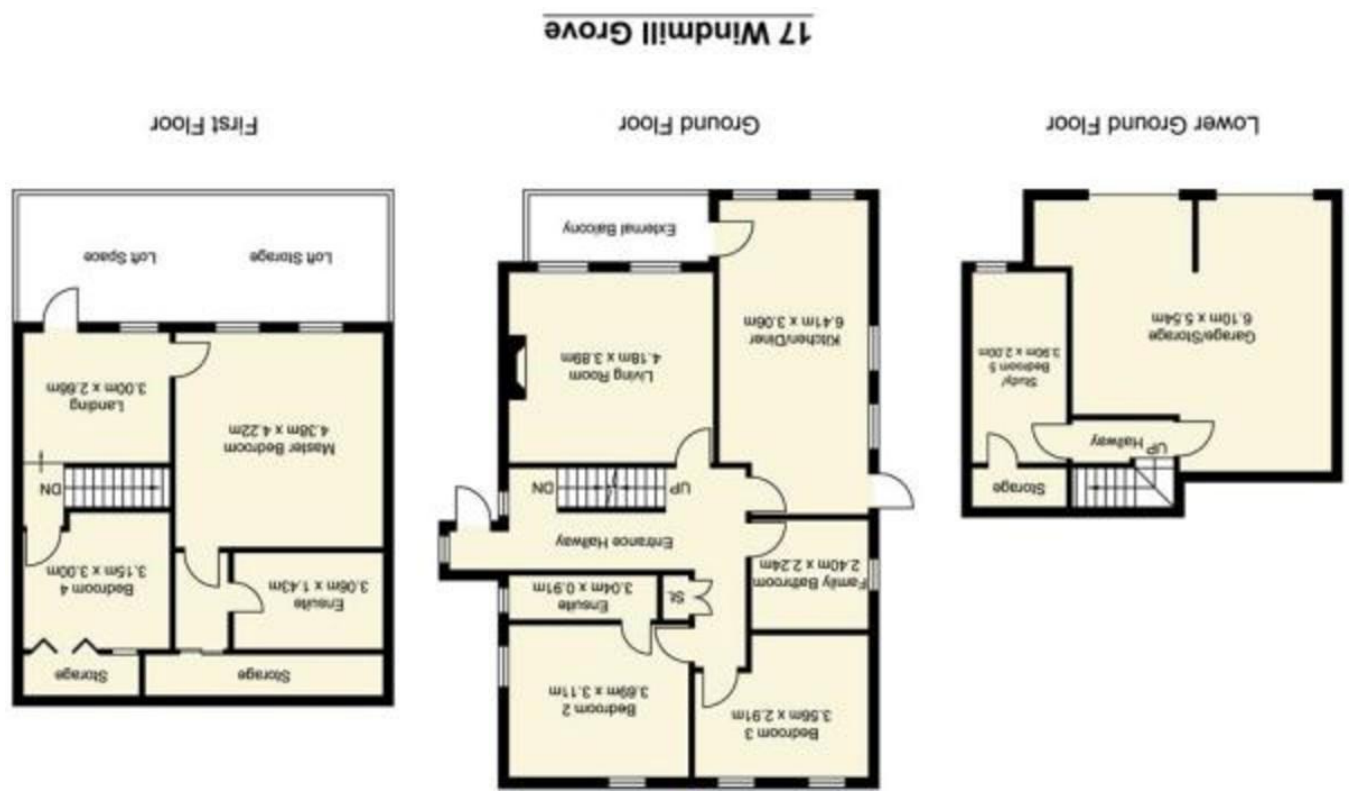 Bedroom 3
3.56m x 2.91m
Bedroom 2
3.69m x 3.11m
Family Bathroom
2.40m x 2.24m
St.
Ensuite
3.04m x 0.91m
Entrance Hallway
UP
DN
Kitchen/Diner
6.41m x 3.06m
Living Room
4.18m x 3.89m
External Balcony
Ground Floor
Storage
Storage
Ensuite
3.06m x 1.43m
Bedroom 4
3.15m x 3.00m
DN
Master Bedroom
4.38m x 4.22m
Landing
3.00m x 2.66m
Loft Storage
Loft Space
First Floor
Storage
UP
Hallway
Garage/Storage
6.10m x 5.54m
Study/
Bedroom 5
3.90m x 2.00m
Lower Ground Floor
17 Windmill Grove